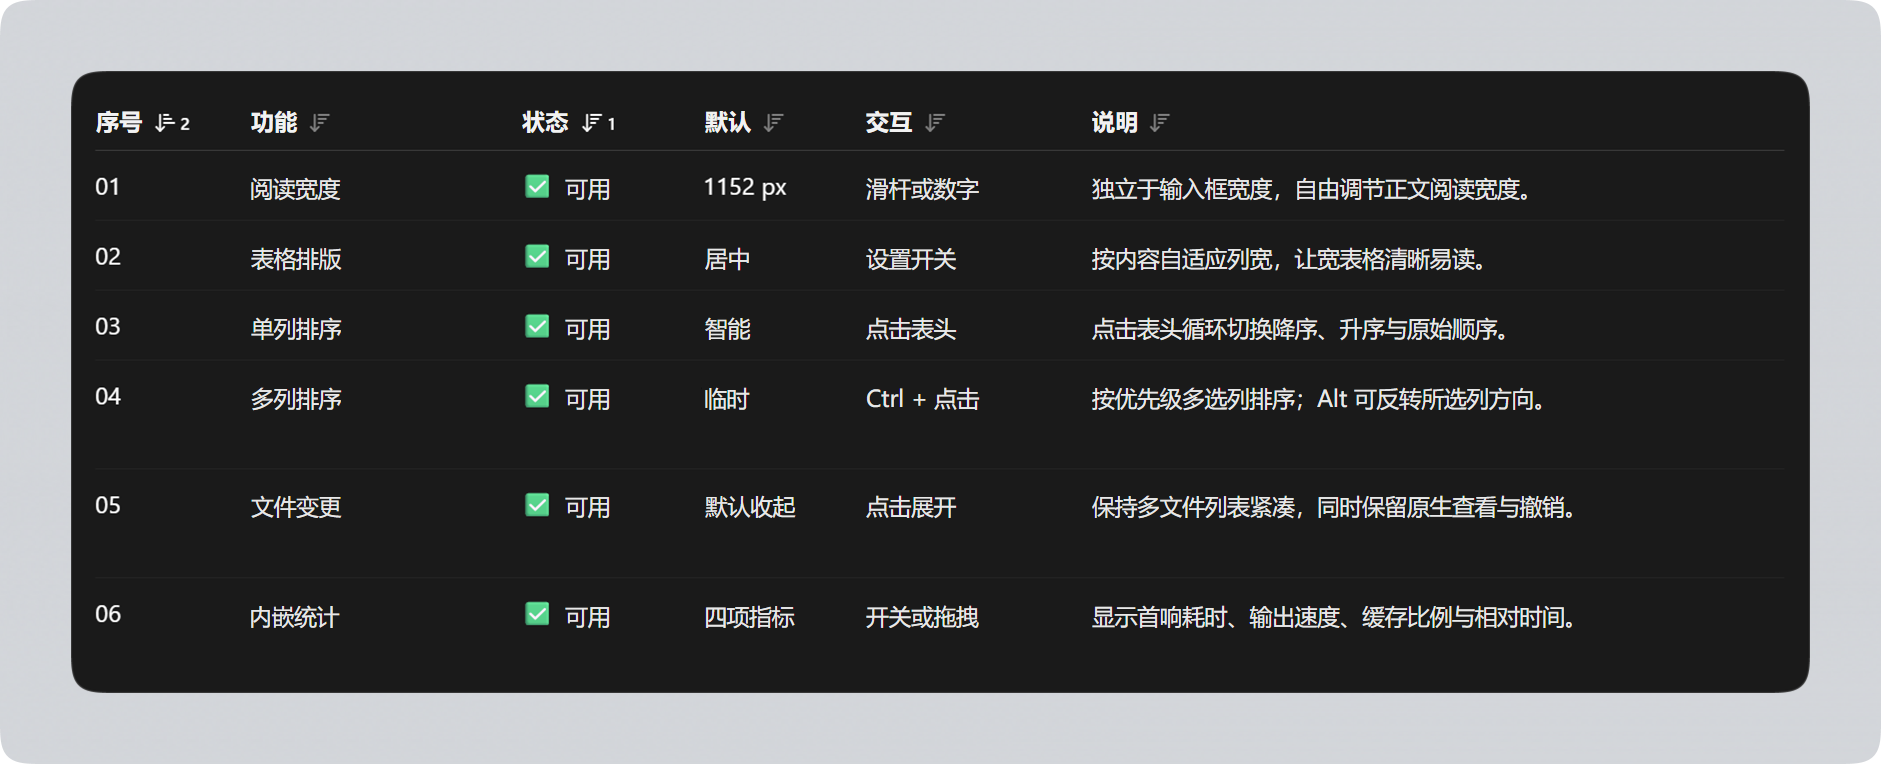 序号 2 功能 状态 1 默认 交互 说明
01 阅读宽度 ✅ 可用 1152 px 滑杆或数字 独立于输入框宽度，自由调节正文阅读宽度。
02 表格排版 ✅ 可用 居中 设置开关 按内容自适应列宽，让宽表格清晰易读。
03 单列排序 ✅ 可用 智能 点击表头 点击表头循环切换降序、升序与原始顺序。
04 多列排序 ✅ 可用 临时 Ctrl + 点击 按优先级多选列排序；Alt 可反转所选列方向。
05 文件变更 ✅ 可用 默认收起 点击展开 保持多文件列表紧凑，同时保留原生查看与撤销。
06 内嵌统计 ✅ 可用 四项指标 开关或拖拽 显示首响耗时、输出速度、缓存比例与相对时间。